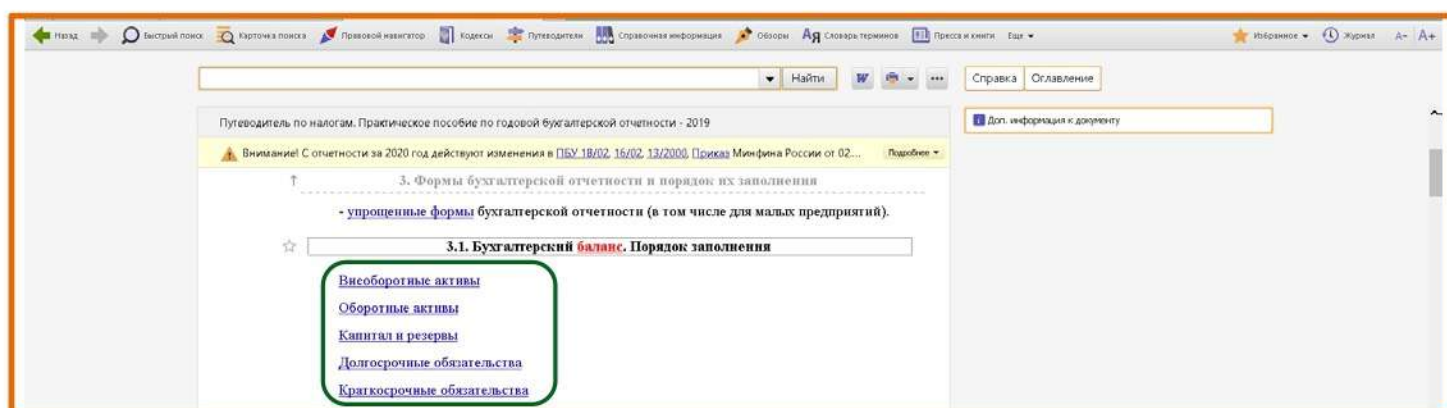 Назад Быстрый поиск Карточка поиска Правовой навигатор Кодексы Путеводители Справочная информация Обзоры Словарь терминов Пресса и книги Еще Избранное Журнал A- A+
Найти W Справка Оглавление
Путеводитель по налогам. Практическое пособие по годовой бухгалтерской отчетности - 2019
i Доп. информация к документу
Внимание! С отчетности за 2020 год действуют изменения в ПБУ 18/02, 16/02, 13/2000, Приказ Минфина России от 02.... Подробнее
3. Формы бухгалтерской отчетности и порядок их заполнения
- упрощенные формы бухгалтерской отчетности (в том числе для малых предприятий).
3.1. Бухгалтерский баланс. Порядок заполнения
Внеоборотные активы
Оборотные активы
Капитал и резервы
Долгосрочные обязательства
Краткосрочные обязательства